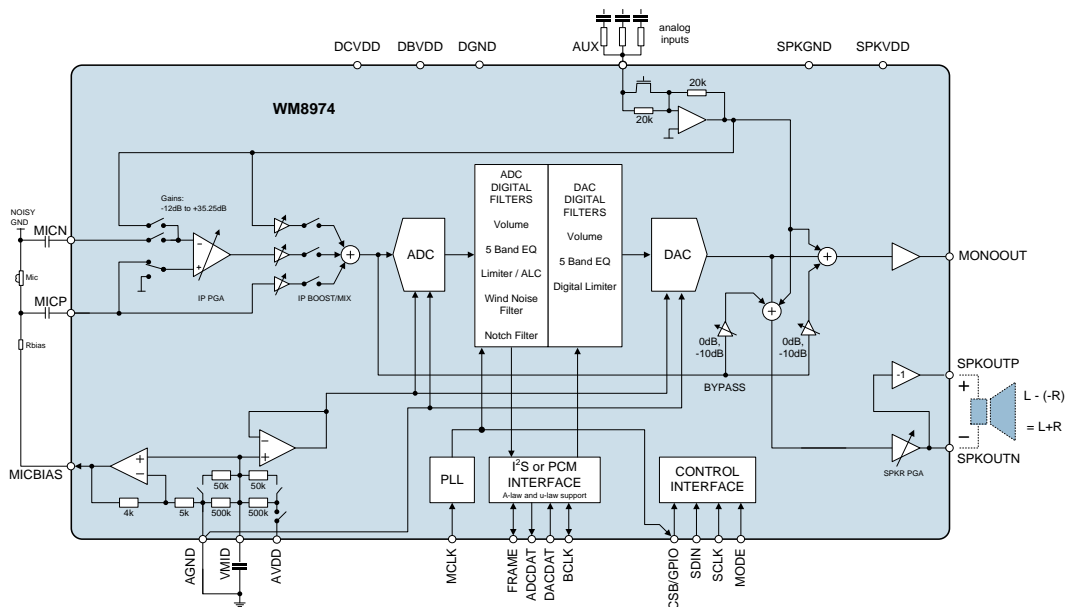 analog
inputs
AUX
DCVDD
DBVDD
DGND
SPKGND
SPKVDD
WM8974
20k
20k
NOISY
GND
Gains:
-12dB to +35.25dB
MICN
Mic
MICP
Rbias
IP PGA
IP BOOST/MIX
ADC
ADC
DIGITAL
FILTERS
Volume
5 Band EQ
Limiter / ALC
Wind Noise
Filter
Notch Filter
DAC
DIGITAL
FILTERS
Volume
5 Band EQ
Digital Limiter
DAC
MONOOUT
0dB,
-10dB
0dB,
-10dB
BYPASS
SPKOUTP
-1
+
−
L - (-R)
= L+R
SPKOUTN
SPKR PGA
MICBIAS
4k
5k
50k
50k
500k
500k
PLL
I²S or PCM
INTERFACE
A-law and u-law support
CONTROL
INTERFACE
AGND
VMID
AVDD
MCLK
FRAME
ADCDAT
DACDAT
BCLK
CSB/GPIO
SDIN
SCLK
MODE